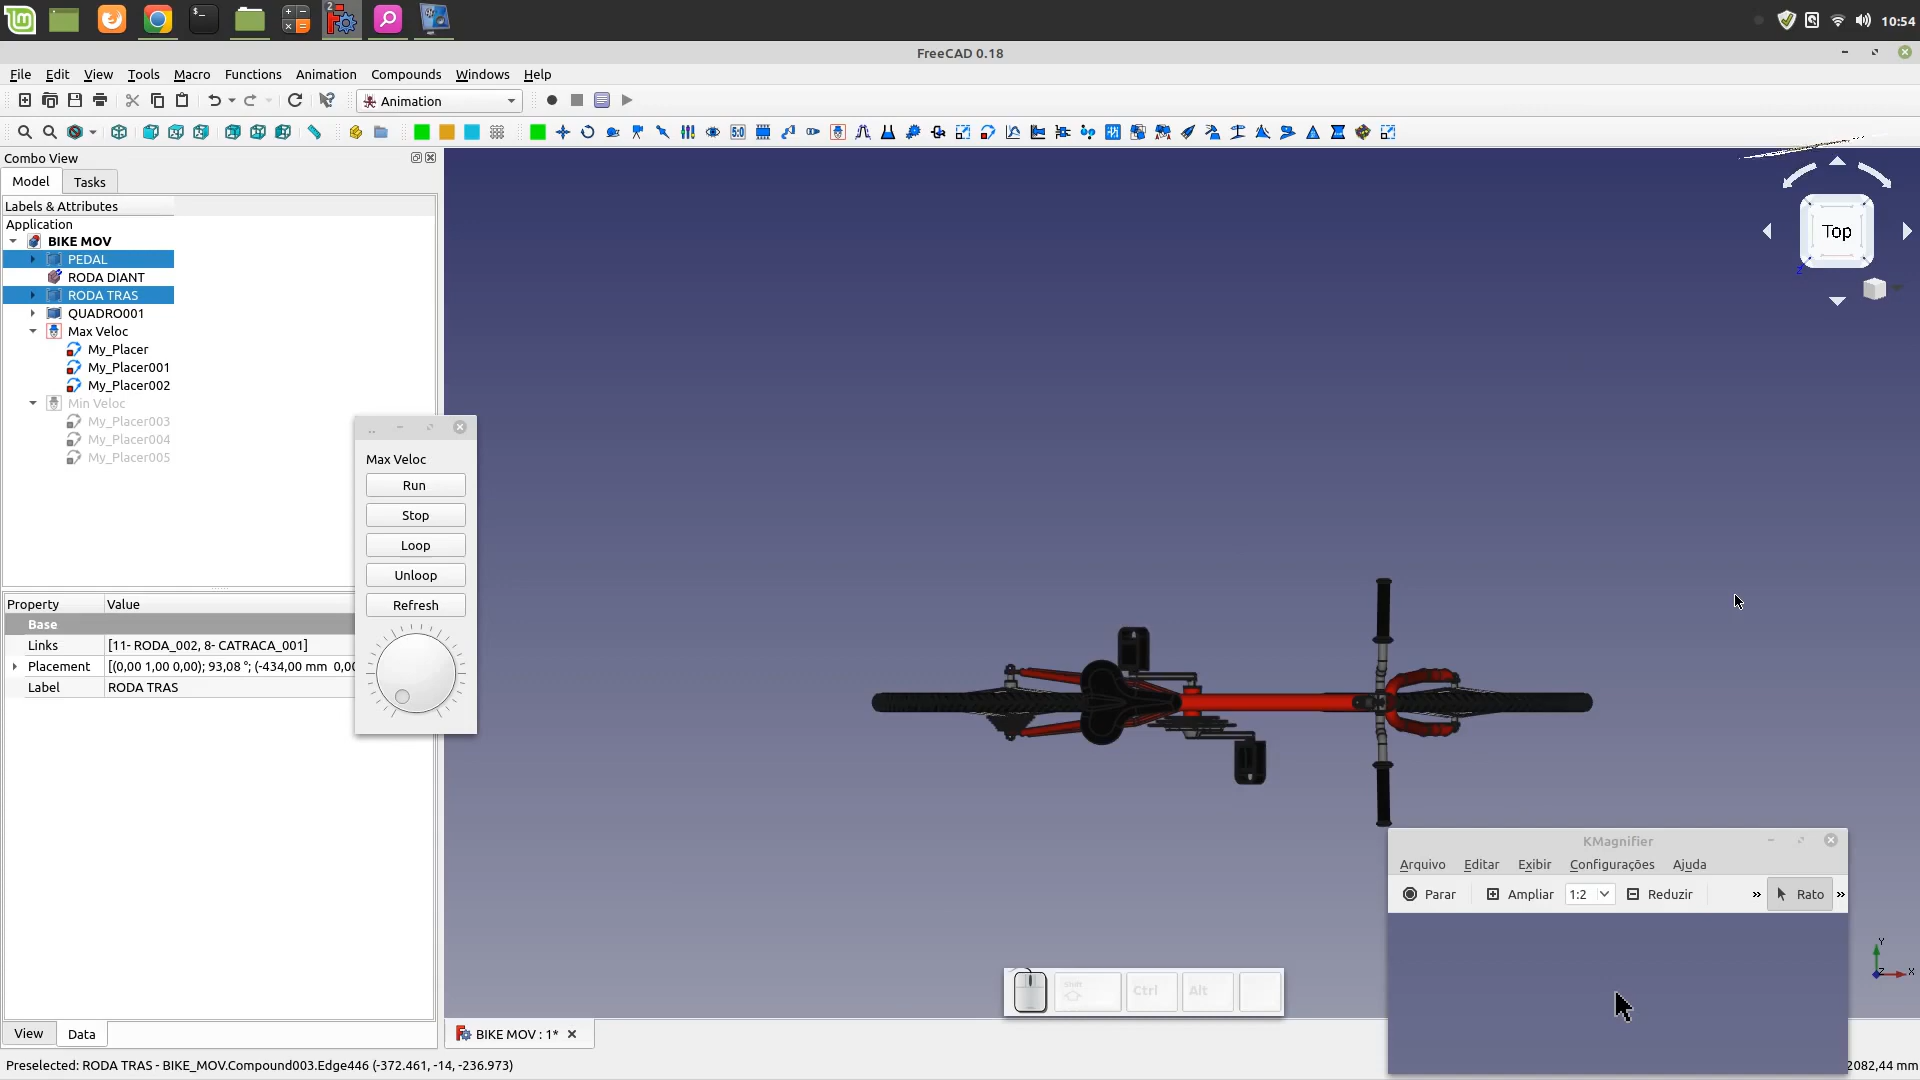 10:54
FreeCAD 0.18
File Edit View Tools Macro Functions Animation Compounds Windows Help
Animation
Combo View
Model Tasks
Labels & Attributes
Application
BIKE MOV
PEDAL
RODA DIANT
RODA TRAS
QUADRO001
Max Veloc
My_Placer
My_Placer001
My_Placer002
Min Veloc
My_Placer003
My_Placer004
My_Placer005
Max Veloc
Run
Stop
Loop
Unloop
Refresh
Property Value
Base
Links [11- RODA_002, 8- CATRACA_001]
Placement [(0,00 1,00 0,00); 93,08 °; (-434,00 mm 0,00
Label RODA TRAS
View Data
Top
Z
KMagnifier
Arquivo Editar Exibir Configurações Ajuda
Parar Ampliar 1:2 Reduzir » Rato »
Shift Ctrl Alt
Y
Z X
BIKE MOV : 1*
Preselected: RODA TRAS - BIKE_MOV.Compound003.Edge446 (-372.461, -14, -236.973)
2082,44 mm